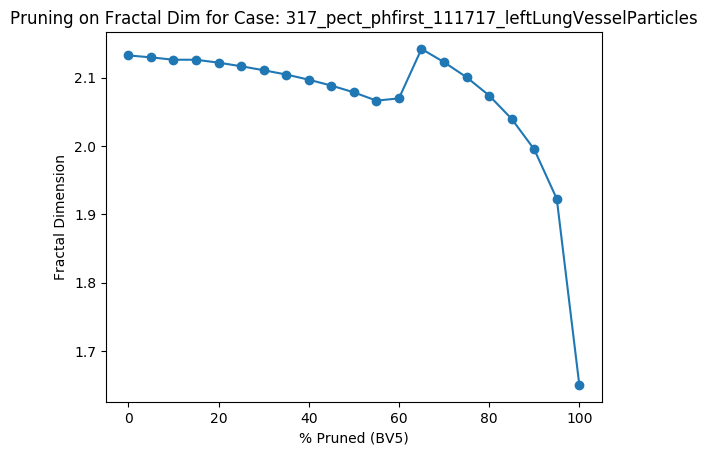 Pruning on Fractal Dim for Case: 317_pect_phfirst_111717_leftLungVesselParticles
Fractal Dimension
2.1
2.0
1.9
1.8
1.7
0 20 40 60 80 100
% Pruned (BV5)